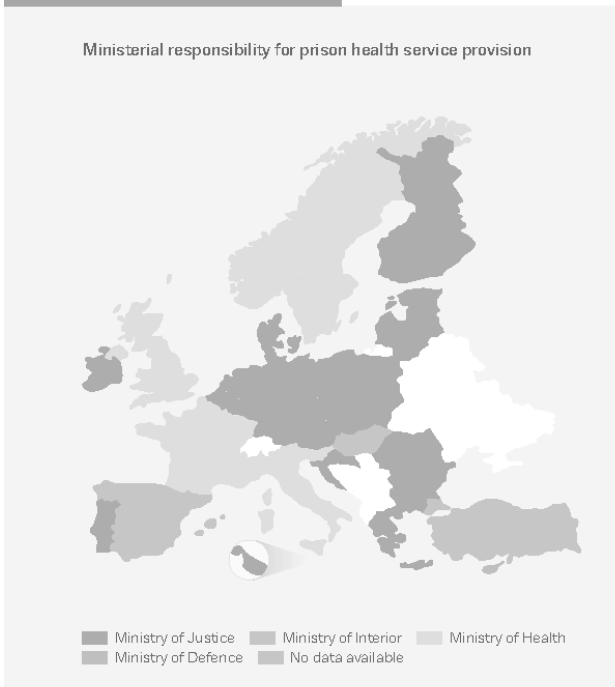 Ministerial responsibility for prison health service provision
Ministry of Justice Ministry of Interior Ministry of Health
Ministry of Defence No data available